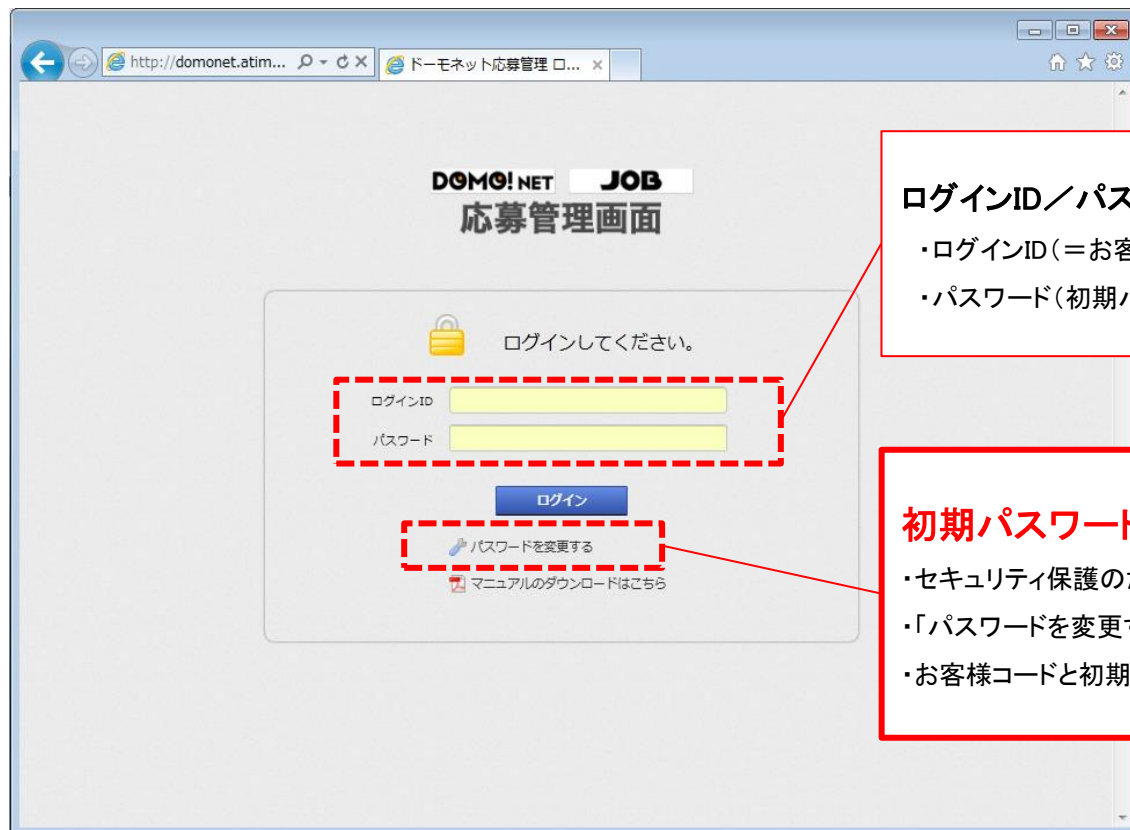 http://domonet.atim...
ドーモネット応募管理 ロ...
DOMO! NET JOB
応募管理画面
ログインしてください。
ログインID
パスワード
ログイン
パスワードを変更する
マニュアルのダウンロードはこちら
ログインID／パス
・ログインID（＝お客
・パスワード（初期
初期パスワード
・セキュリティ保護の
・「パスワードを変更す
・お客様コードと初期